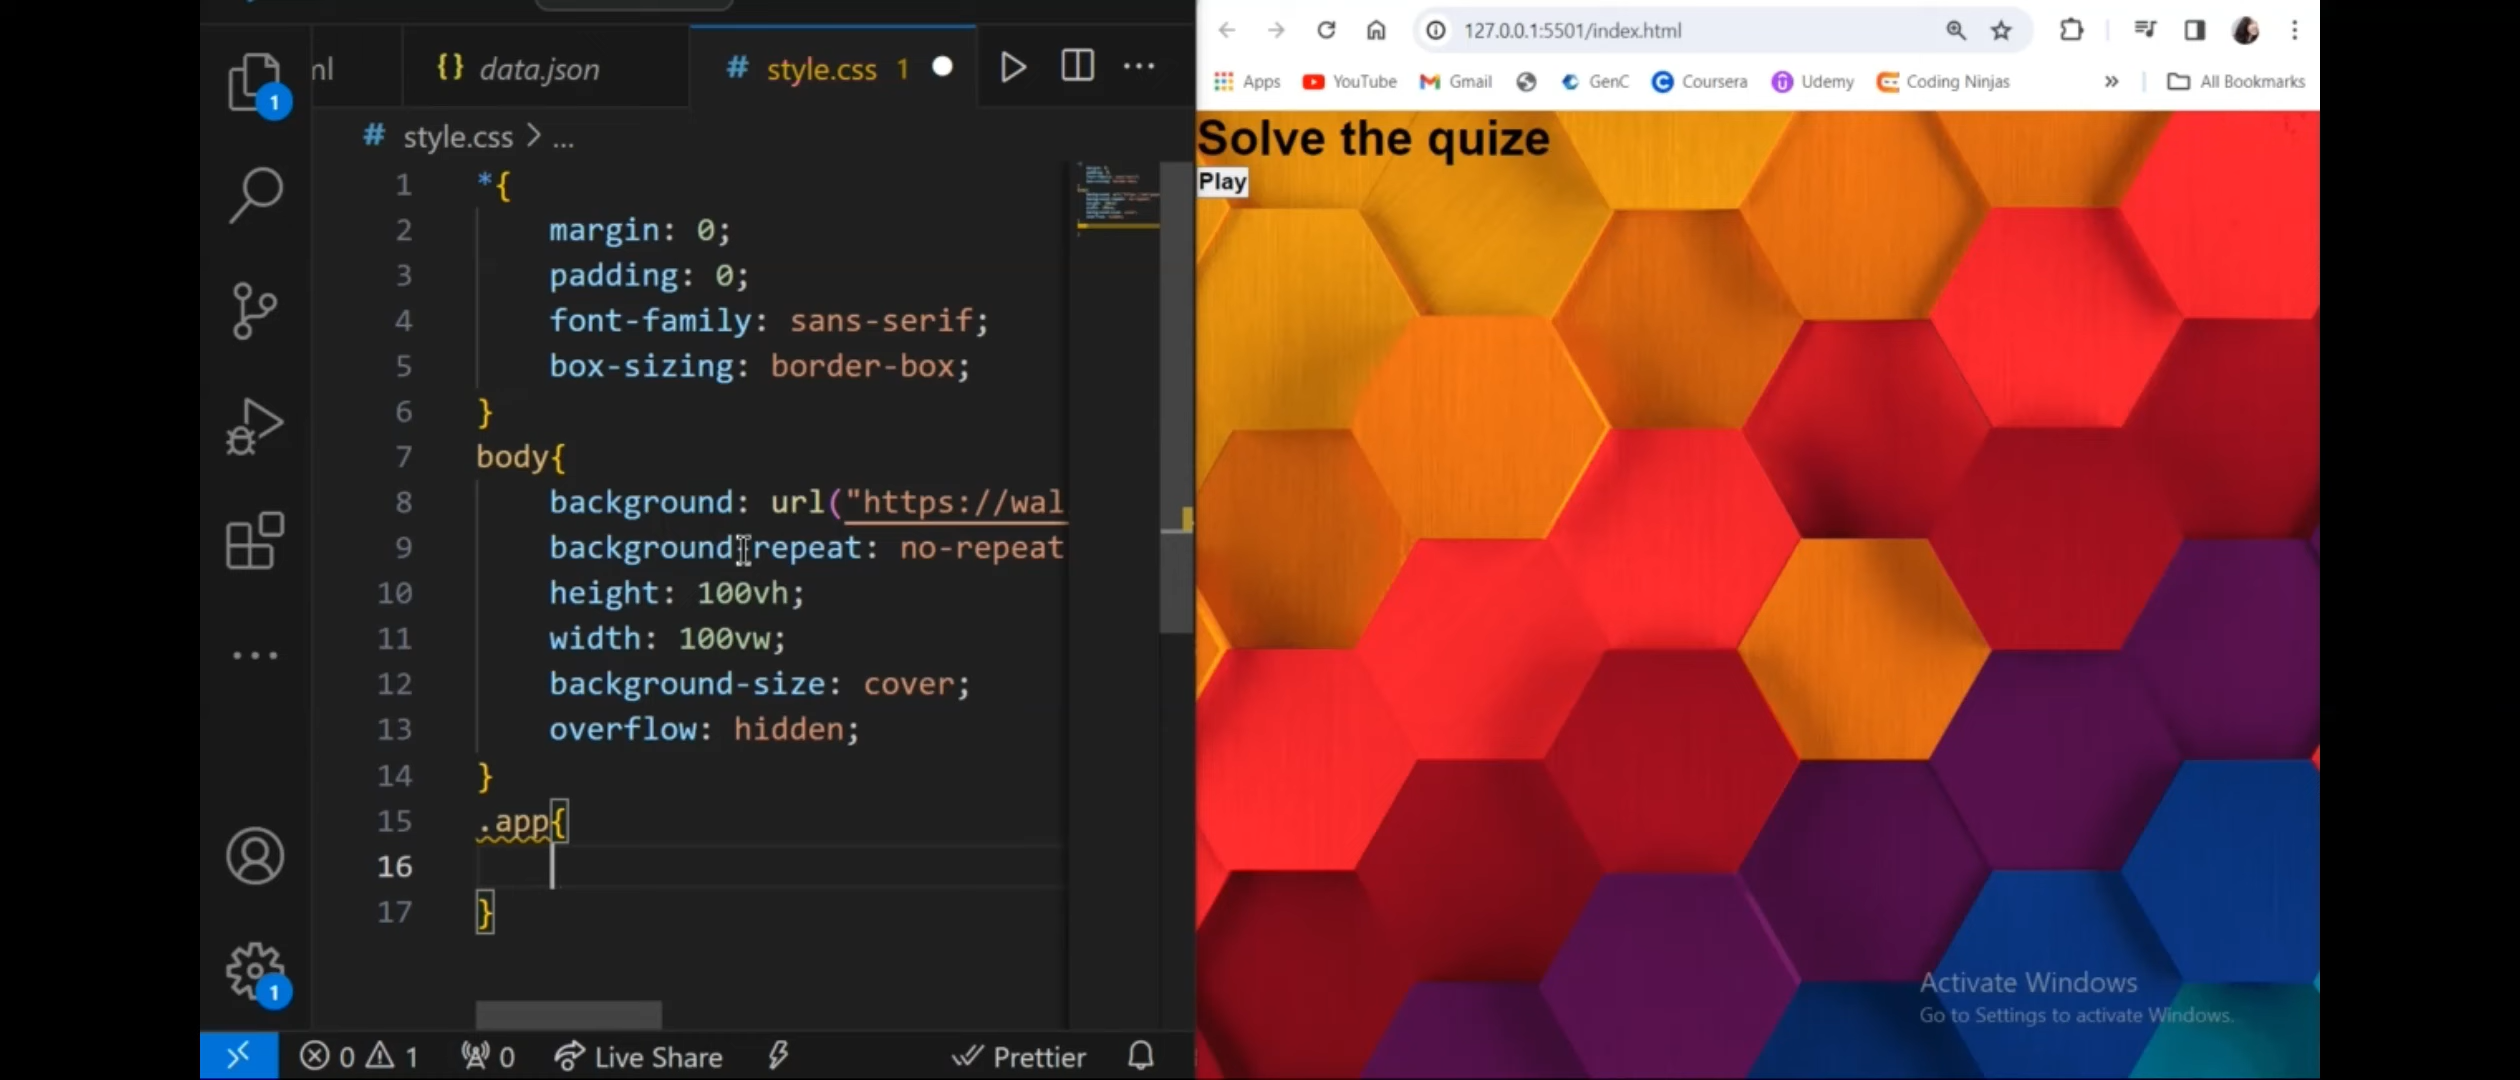 ml
{} data.json
# style.css 1
# style.css > ...
1 *{
2 margin: 0;
3 padding: 0;
4 font-family: sans-serif;
5 box-sizing: border-box;
6 }
7 body{
8 background: url("https://wal
9 background-repeat: no-repeat
10 height: 100vh;
11 width: 100vw;
12 background-size: cover;
13 overflow: hidden;
14 }
15 .app{
16
17 }
1
1
0 1 0 Live Share Prettier
127.0.0.1:5501/index.html
Apps YouTube Gmail GenC Coursera Udemy Coding Ninjas » All Bookmarks
Solve the quize
Play
Activate Windows
Go to Settings to activate Windows.